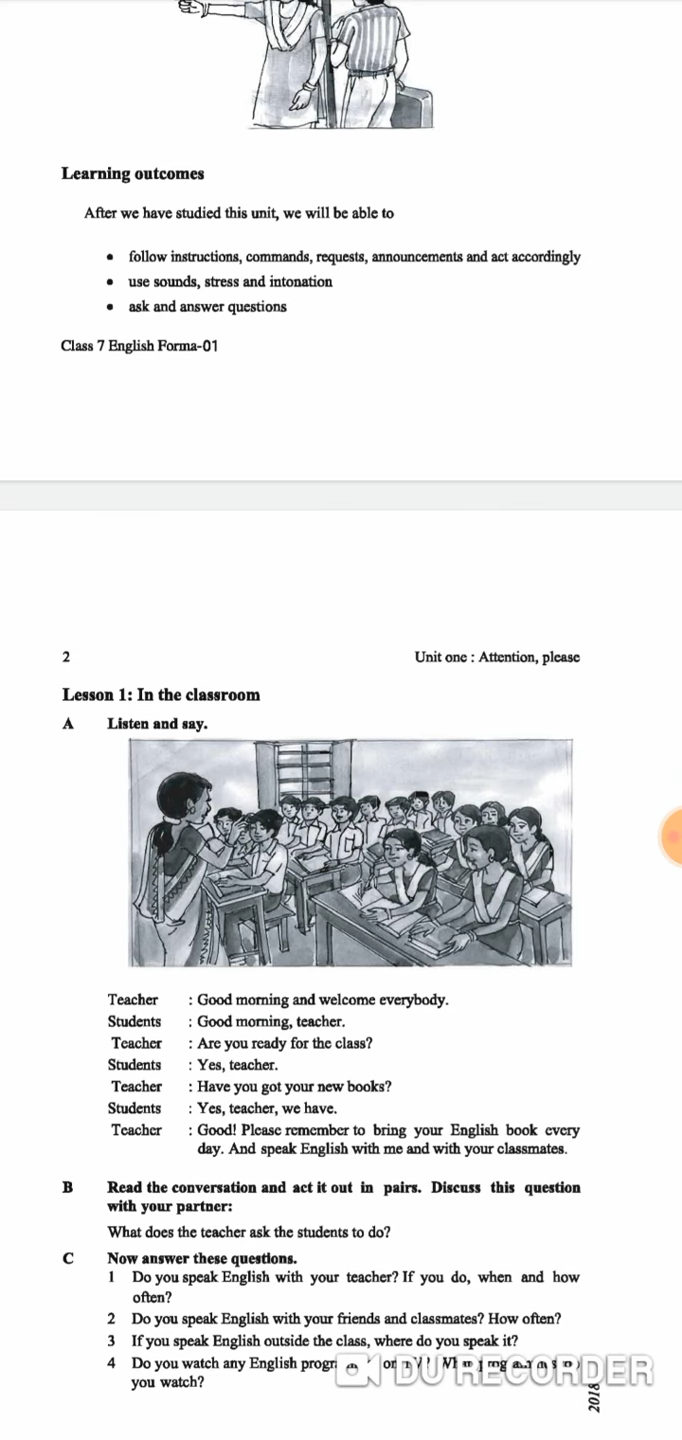 Learning outcomes
After we have studied this unit, we will be able to
• follow instructions, commands, requests, announcements and act accordingly
• use sounds, stress and intonation
• ask and answer questions
Class 7 English Forma-01
2 Unit one : Attention, please
Lesson 1: In the classroom
A Listen and say.
Teacher : Good morning and welcome everybody.
Students : Good morning, teacher.
Teacher : Are you ready for the class?
Students : Yes, teacher.
Teacher : Have you got your new books?
Students : Yes, teacher, we have.
Teacher : Good! Please remember to bring your English book every
day. And speak English with me and with your classmates.
B Read the conversation and act it out in pairs. Discuss this question
with your partner:
What does the teacher ask the students to do?
C Now answer these questions.
1 Do you speak English with your teacher? If you do, when and how
often?
2 Do you speak English with your friends and classmates? How often?
3 If you speak English outside the class, where do you speak it?
4 Do you watch any English
you watch?
DU RECORDER
2018